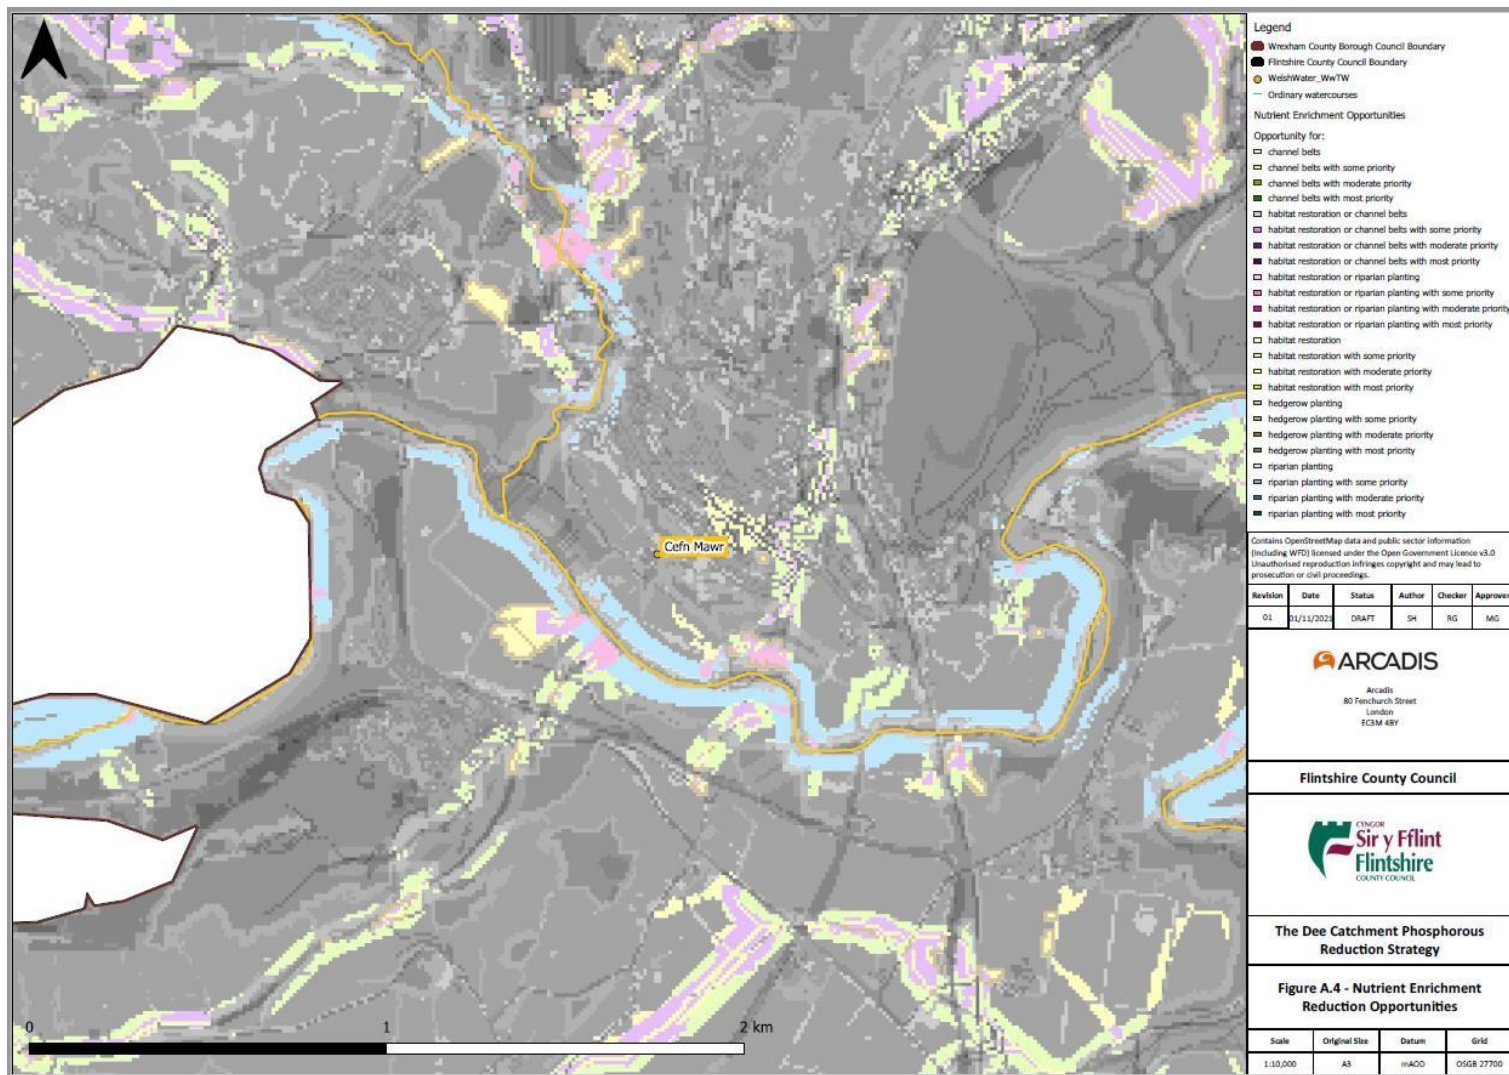 Cefn Mawr
0 1 2 km
Legend
Wrexham County Borough Council Boundary
Flintshire County Council Boundary
WelshWater_WwTW
Ordinary watercourses
Nutrient Enrichment Opportunities
Opportunity for:
channel belts
channel belts with some priority
channel belts with moderate priority
channel belts with most priority
habitat restoration or channel belts
habitat restoration or channel belts with some priority
habitat restoration or channel belts with moderate priority
habitat restoration or channel belts with most priority
habitat restoration or riparian planting
habitat restoration or riparian planting with some priority
habitat restoration or riparian planting with moderate priority
habitat restoration or riparian planting with most priority
habitat restoration
habitat restoration with some priority
habitat restoration with moderate priority
habitat restoration with most priority
hedgerow planting
hedgerow planting with some priority
hedgerow planting with moderate priority
hedgerow planting with most priority
riparian planting
riparian planting with some priority
riparian planting with moderate priority
riparian planting with most priority
Contains OpenStreetMap data and public sector information
(including WFD) licensed under the Open Government Licence v3.0
Unauthorised reproduction infringes copyright and may lead to
prosecution or civil proceedings.
Revision Date Status Author Checker Approver
01 01/11/2021 DRAFT SH RG MG
ARCADIS
Arcadis
80 Fenchurch Street
London
EC3M 4BY
Flintshire County Council
CYNGOR
Sir y Fflint
Flintshire
COUNTY COUNCIL
The Dee Catchment Phosphorous
Reduction Strategy
Figure A.4 - Nutrient Enrichment
Reduction Opportunities
Scale Original Size Datum Grid
1:10,000 A3 mAOD OSGB 27700